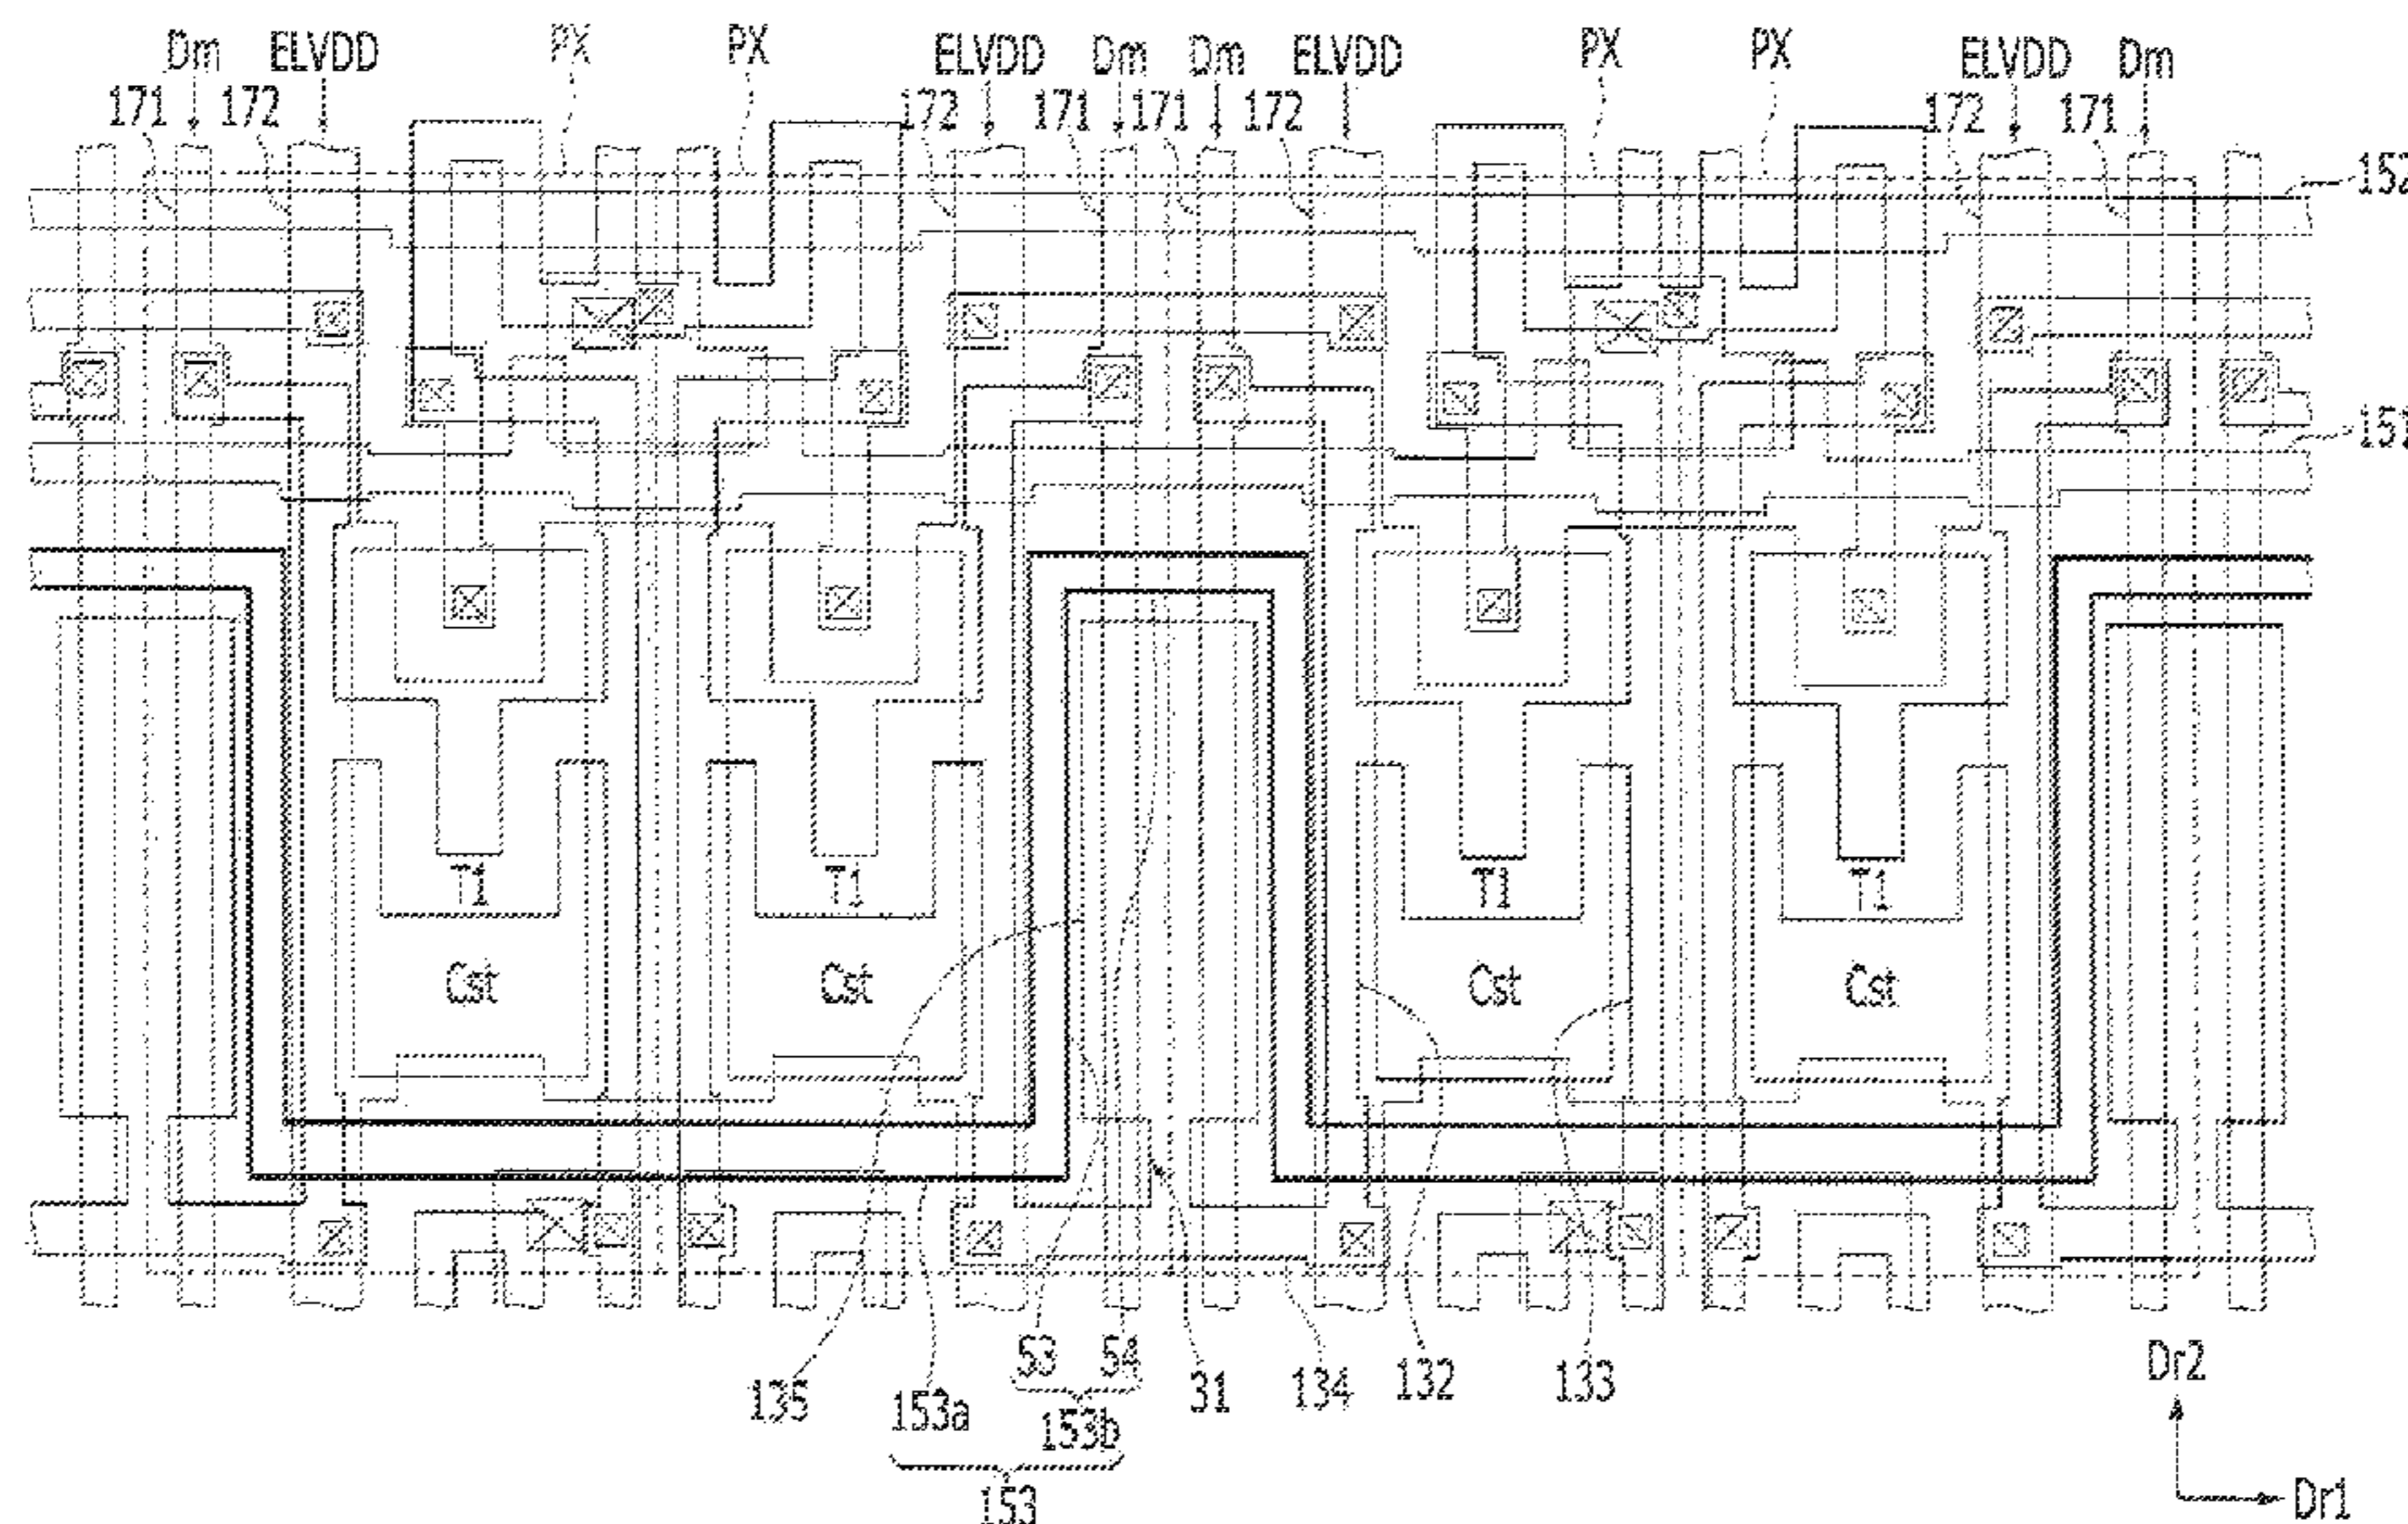 Dm ELVDD PX PX ELVDD Dm Dm ELVDD PX PX ELVDD Dm
171 172 172 171 171 172 172 171
152
151
T1 T1 T1 T1
Cst Cst Cst Cst
53 54
135 153a 153b 31 134 132 133
153
Dr2
Dr1